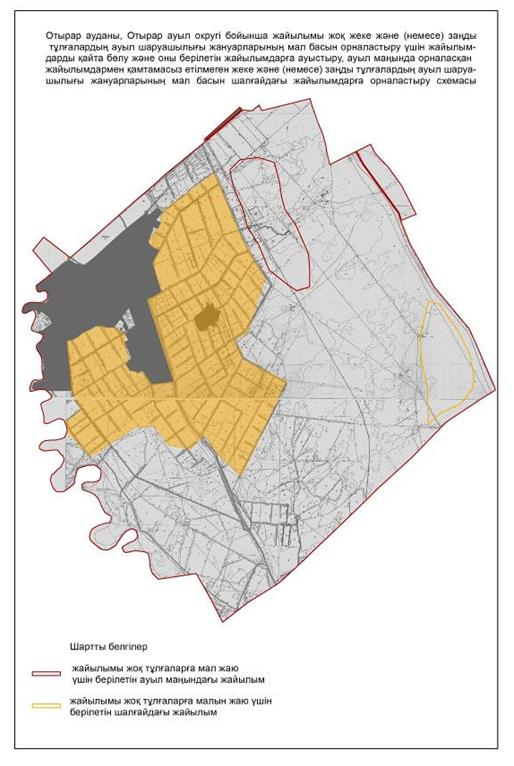 Отырар ауданы, Отырар ауыл округі бойынша жайылымы жоқ жеке және (немесе) заңды
тұлғалардың ауыл шаруашылығы жануарларының мал басын орналастыру үшін жайылым-
дарды қайта бөлу және оны берілетін жайылымдарға ауыстыру, ауыл маңында орналасқан
жайылымдармен қамтамасыз етілмеген жеке және (немесе) заңды тұлғалардың ауыл шаруа-
шылығы жануарларының мал басын шалғайдағы жайылымдарға орналастыру схемасы
Шартты белгілер
жайылымы жоқ тұлғаларға мал жаю
үшін берілетін ауыл маңындағы жайылым
жайылымы жоқ тұлғаларға малын жаю үшін
берілетін шалғайдағы жайылым